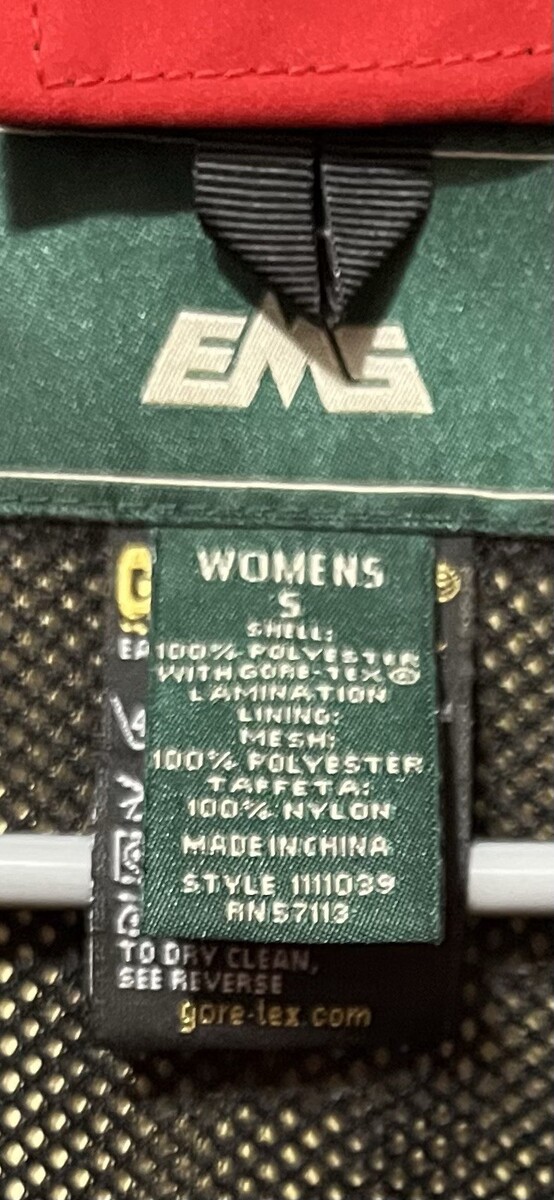 EMS
WOMENS
S
SHELL:
100% POLYESTER
WITH GORE-TEX®
LAMINATION
LINING:
MESH:
100% POLYESTER
TAFFETA:
100% NYLON
MADE IN CHINA
STYLE 1111039
RN57113
TO DRY CLEAN,
SEE REVERSE
gore-tex.com